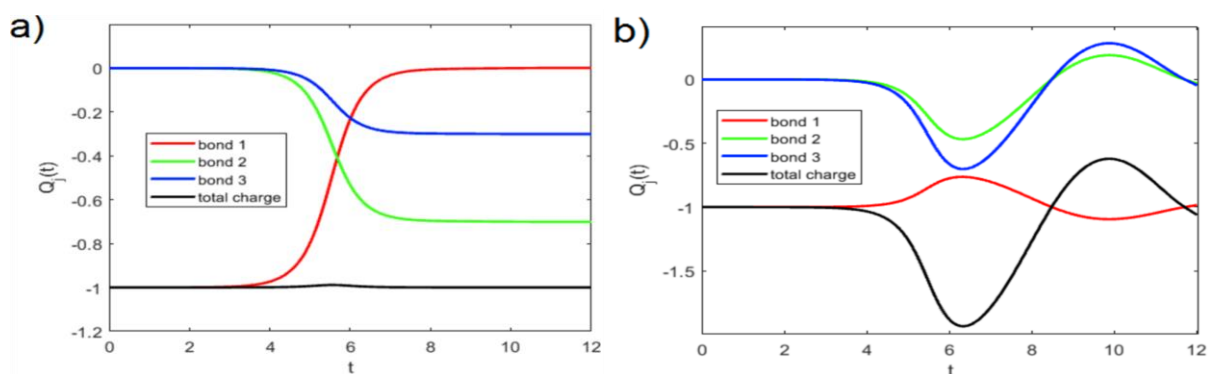 a)
Q_j(t)
0
-0.2
-0.4
-0.6
-0.8
-1
-1.2
bond 1
bond 2
bond 3
total charge
0 2 4 6 8 10 12
t
b)
Q_j(t)
0
-0.5
-1
-1.5
bond 1
bond 2
bond 3
total charge
0 2 4 6 8 10 12
t